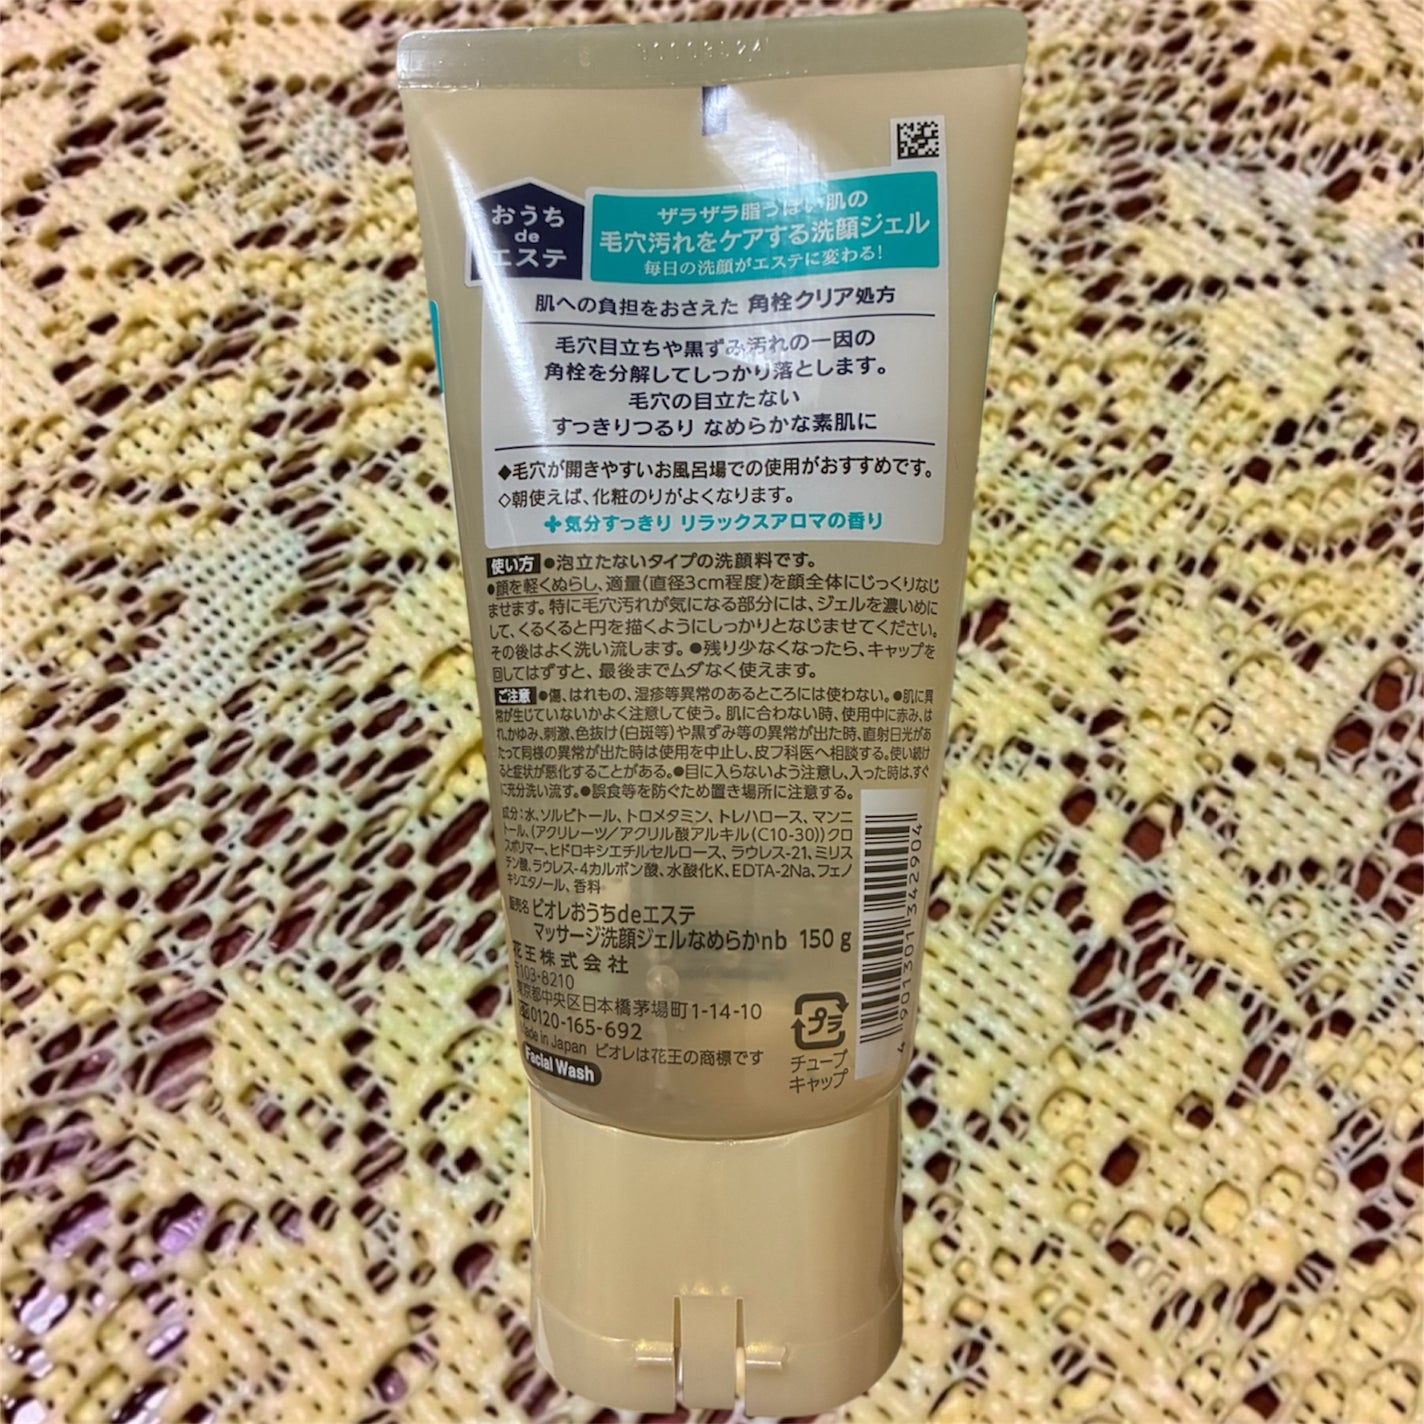 おうち
de
エステ
ザラザラ脂っぽい肌の
毛穴汚れをケアする洗顔ジェル
毎日の洗顔がエステに変わる!
肌への負担をおさえた 角栓クリア処方
毛穴目立ちや黒ずみ汚れの一因の
角栓を分解してしっかり落とします。
毛穴の目立たない
すっきりつるり なめらかな素肌に
◆毛穴が開きやすいお風呂場での使用がおすすめです。
◇朝使えば、化粧のりがよくなります。
✚気分すっきり リラックスアロマの香り
使い方 ●泡立たないタイプの洗顔料です。
●顔を軽くぬらし、適量(直径3cm程度)を顔全体にじっくりなじ
ませます。特に毛穴汚れが気になる部分には、ジェルを濃いめに
して、くるくると円を描くようにしっかりとなじませてください。
その後はよく洗い流します。●残り少なくなったら、キャップを
回してはずすと、最後までムダなく使えます。
ご注意 ●傷、はれもの、湿疹等異常のあるところには使わない。●肌に異
常が生じていないかよく注意して使う。肌に合わない時、使用中に赤み、は
れ、かゆみ、刺激、色抜け(白斑等)や黒ずみ等の異常が出た時、直射日光があ
たって同様の異常が出た時は使用を中止し、皮フ科医へ相談する。使い続け
ると症状が悪化することがある。●目に入らないよう注意し、入った時は、すぐ
に充分洗い流す。●誤食等を防ぐため置き場所に注意する。
成分：水、ソルビトール、トロメタミン、トレハロース、マンニ
トール、(アクリレーツ/アクリル酸アルキル(C10-30))クロ
スポリマー、ヒドロキシエチルセルロース、ラウレス-21、ミリス
チン酸、ラウレス-4カルボン酸、水酸化K、EDTA-2Na、フェノ
キシエタノール、香料
販売名 ビオレおうちdeエステ
マッサージ洗顔ジェルなめらかnb 150g
花王株式会社
〒103-8210
東京都中央区日本橋茅場町1-14-10
0120-165-692
Made in Japan ビオレは花王の商標です
Facial Wash
プラ
チューブ
キャップ
4 901301 342904